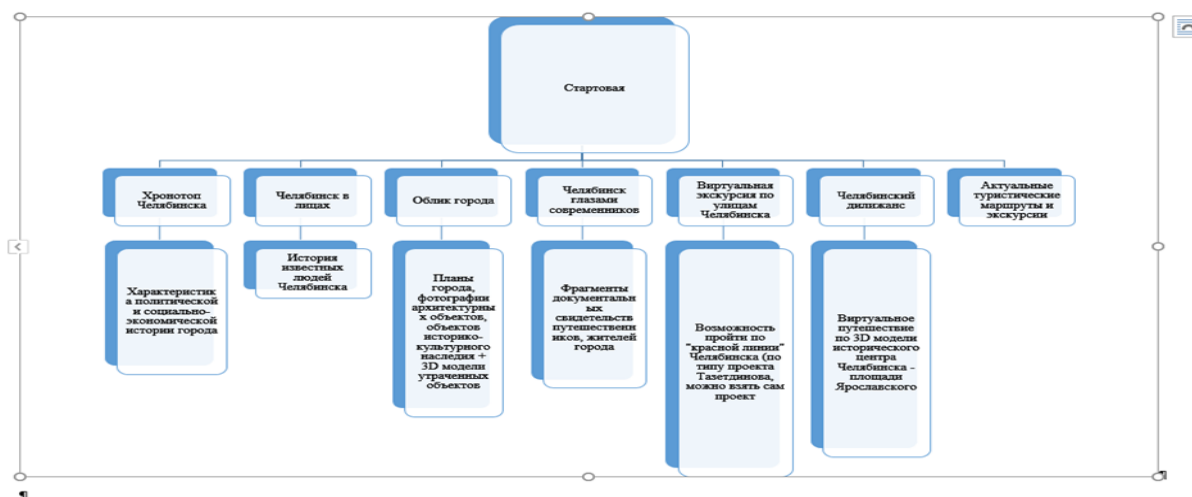 Стартовая
Хронотоп
Челябинска
Челябинск в
лицах
Облик города
Челябинск
глазами
современников
Виртуальная
экскурсия по
улицам
Челябинска
Челябинский
дилижанс
Актуальные
туристические
маршруты и
экскурсии
Характеристик
а политической
и социально-
экономической
истории города
История
известных
людей
Челябинска
Планы
города,
фотографии
архитектурны
х объектов,
объектов
историко-
культурного
наследия +
3D модели
утраченных
объектов
Фрагменты
документальн
ых
свидетельств
путешественн
иков, жителей
города
Возможность
пройти по
"красной линии"
Челябинска (по
типу проекта
Тазетдинова,
можно взять сам
проект
Виртуальное
путешествие
по 3D модели
исторического
центра
Челябинска -
площади
Ярославского